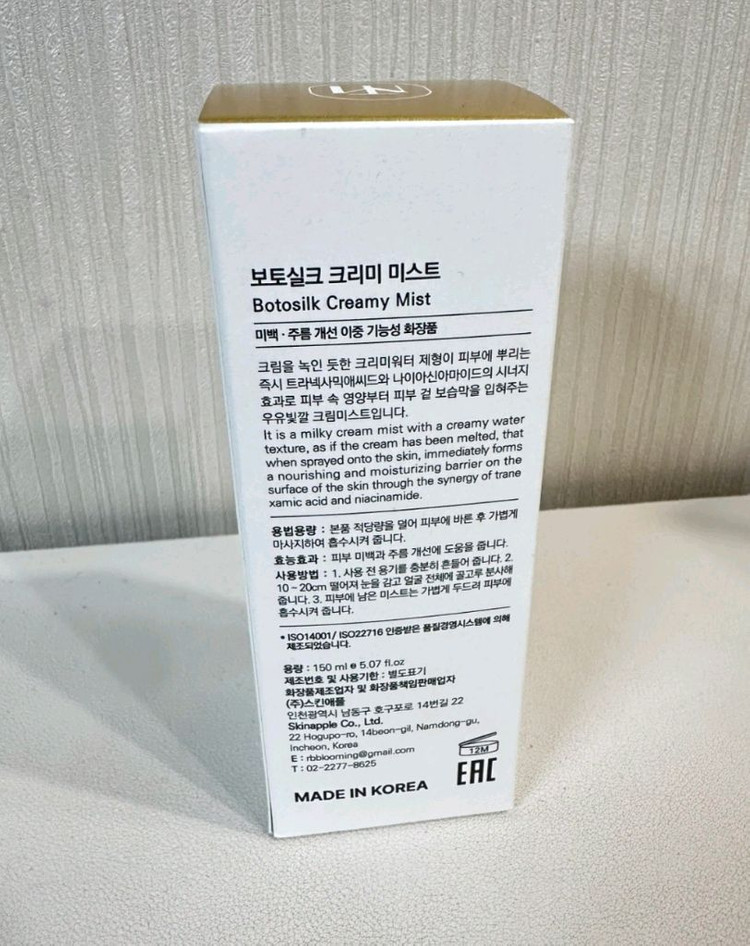 보토실크 크리미 미스트
Botosilk Creamy Mist
미백 · 주름 개선 이중 기능성 화장품
크림을 녹인 듯한 크리미워터 제형이 피부에 뿌리는
즉시 트라넥사믹애씨드와 나이아신아마이드의 시너지
효과로 피부 속 영양부터 피부 겉 보습막을 입혀주는
우유빛깔 크림미스트입니다.
It is a milky cream mist with a creamy water
texture, as if the cream has been melted, that
when sprayed onto the skin, immediately forms
a nourishing and moisturizing barrier on the
surface of the skin through the synergy of trane
xamic acid and niacinamide.
용법용량 : 본품 적당량을 덜어 피부에 바른 후 가볍게
마사지하여 흡수시켜 줍니다.
효능효과 : 피부 미백과 주름 개선에 도움을 줍니다.
사용방법 : 1. 사용 전 용기를 충분히 흔들어 줍니다. 2.
10~20cm 떨어져 눈을 감고 얼굴 전체에 골고루 분사해
줍니다. 3. 피부에 남은 미스트는 가볍게 두드려 피부에
흡수시켜 줍니다.
• ISO14001/ ISO22716 인증받은 품질경영시스템에 의해
제조되었습니다.
용량 : 150 ml e 5.07 fl.oz
제조번호 및 사용기한 : 별도표기
화장품제조업자 및 화장품책임판매업자
(주)스킨애플
인천광역시 남동구 호구포로 14번길 22
Skinapple Co., Ltd.
22 Hogupo-ro, 14beon-gil, Namdong-gu,
Incheon, Korea
E : rbblooming@gmail.com
T : 02-2277-8625
12M
EAC
MADE IN KOREA